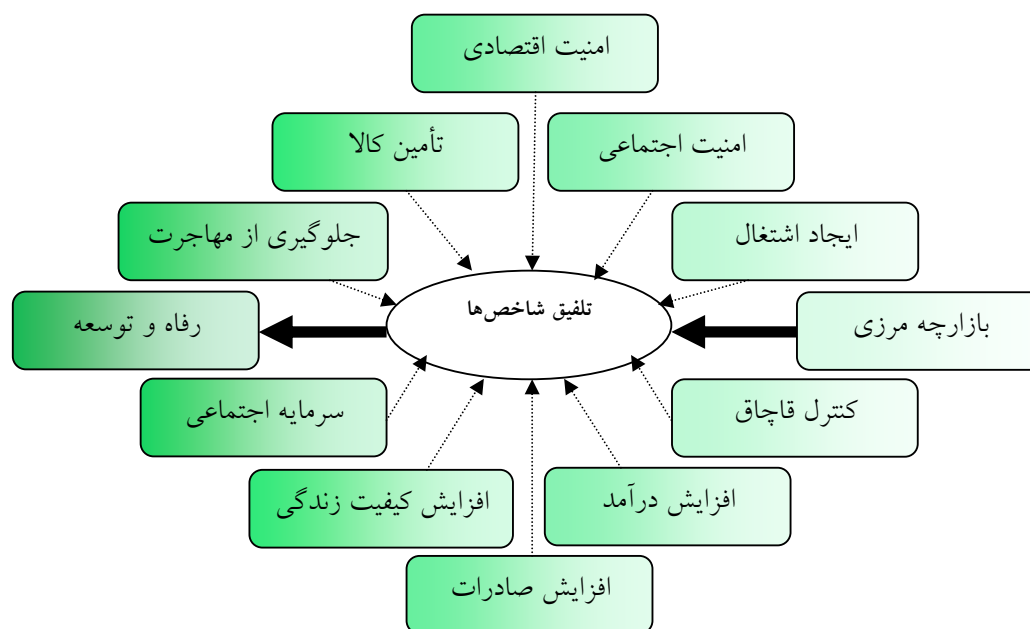 امنیت اقتصادی
امنیت اجتماعی
تأمین کالا
ایجاد اشتغال
جلوگیری از مهاجرت
تلفیق شاخص‌ها
بازارچه مرزی
رفاه و توسعه
کنترل قاچاق
سرمایه اجتماعی
افزایش درآمد
افزایش کیفیت زندگی
افزایش صادرات